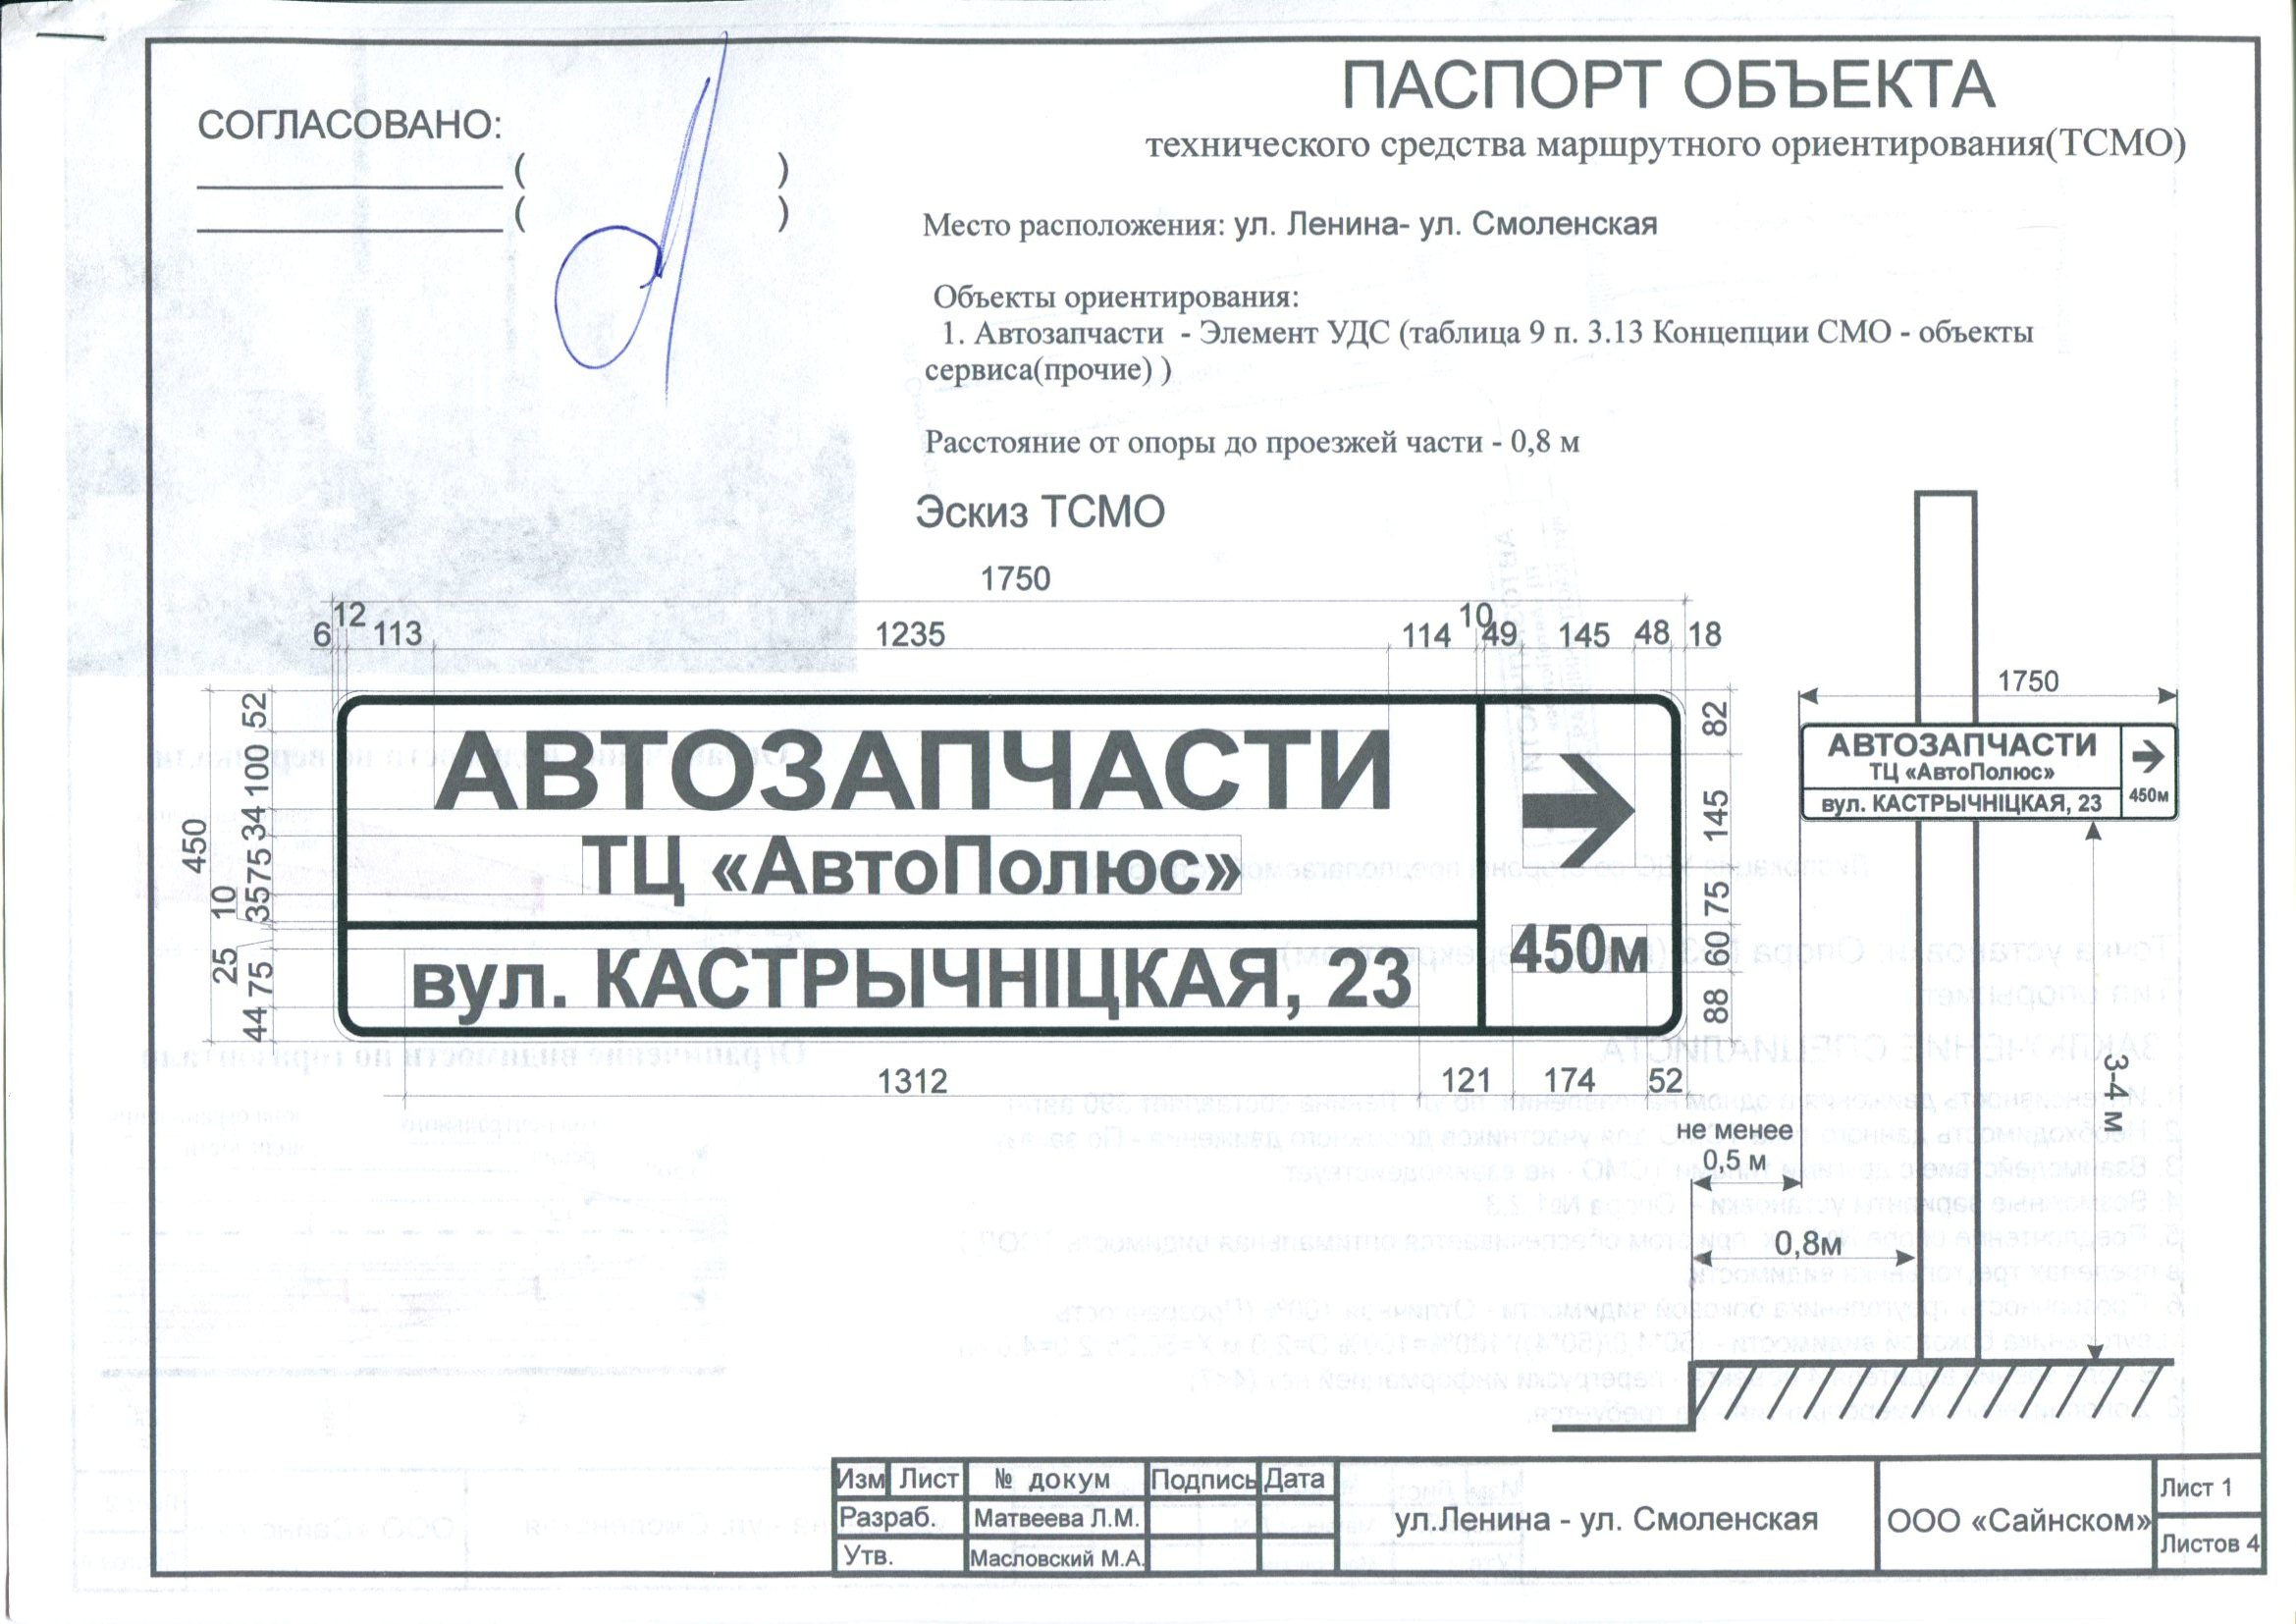 ПАСПОРТ ОБЪЕКТА
технического средства маршрутного ориентирования(ТСМО)
СОГЛАСОВАНО:
( )
( )
Место расположения: ул. Ленина- ул. Смоленская
Объекты ориентирования:
1. Автозапчасти - Элемент УДС (таблица 9 п. 3.13 Концепции СМО - объекты
сервиса(прочие) )
Расстояние от опоры до проезжей части - 0,8 м
Эскиз ТСМО
1750
6 12 113 1235 114 10 49 145 48 18
450
52
100
34
75
35
10
25
75
44
АВТОЗАПЧАСТИ
ТЦ «АвтоПолюс»
вул. КАСТРЫЧНІЦКАЯ, 23
450м
82
145
75
60
88
1312 121 174 52
1750
АВТОЗАПЧАСТИ
ТЦ «АвтоПолюс»
вул. КАСТРЫЧНІЦКАЯ, 23
450м
3-4 м
не менее
0,5 м
0,8м
Изм Лист № докум Подпись Дата
Разраб. Матвеева Л.М.
Утв. Масловский М.А.
ул.Ленина - ул. Смоленская
ООО «Сайнском»
Лист 1
Листов 4